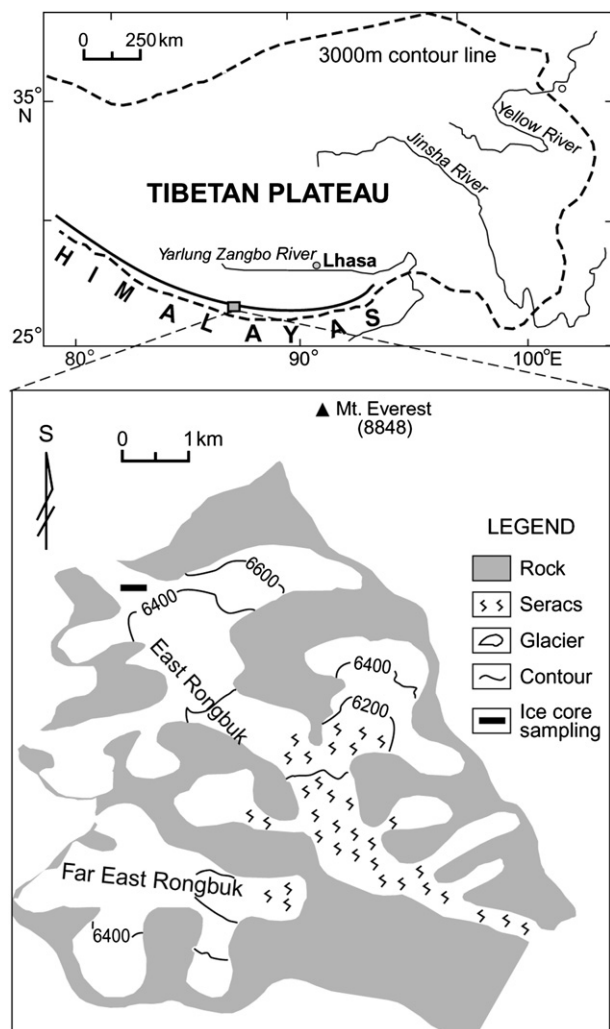 0 250 km
3000m contour line
35°
N
Yellow River
Jinsha River
TIBETAN PLATEAU
Yarlung Zangbo River
Lhasa
HIMALAYAS
25°
80°
90°
100°E
Mt. Everest
(8848)
S
0 1 km
LEGEND
Rock
Seracs
Glacier
Contour
Ice core
sampling
6600
6400
6400
6200
East Rongbuk
Far East Rongbuk
6400